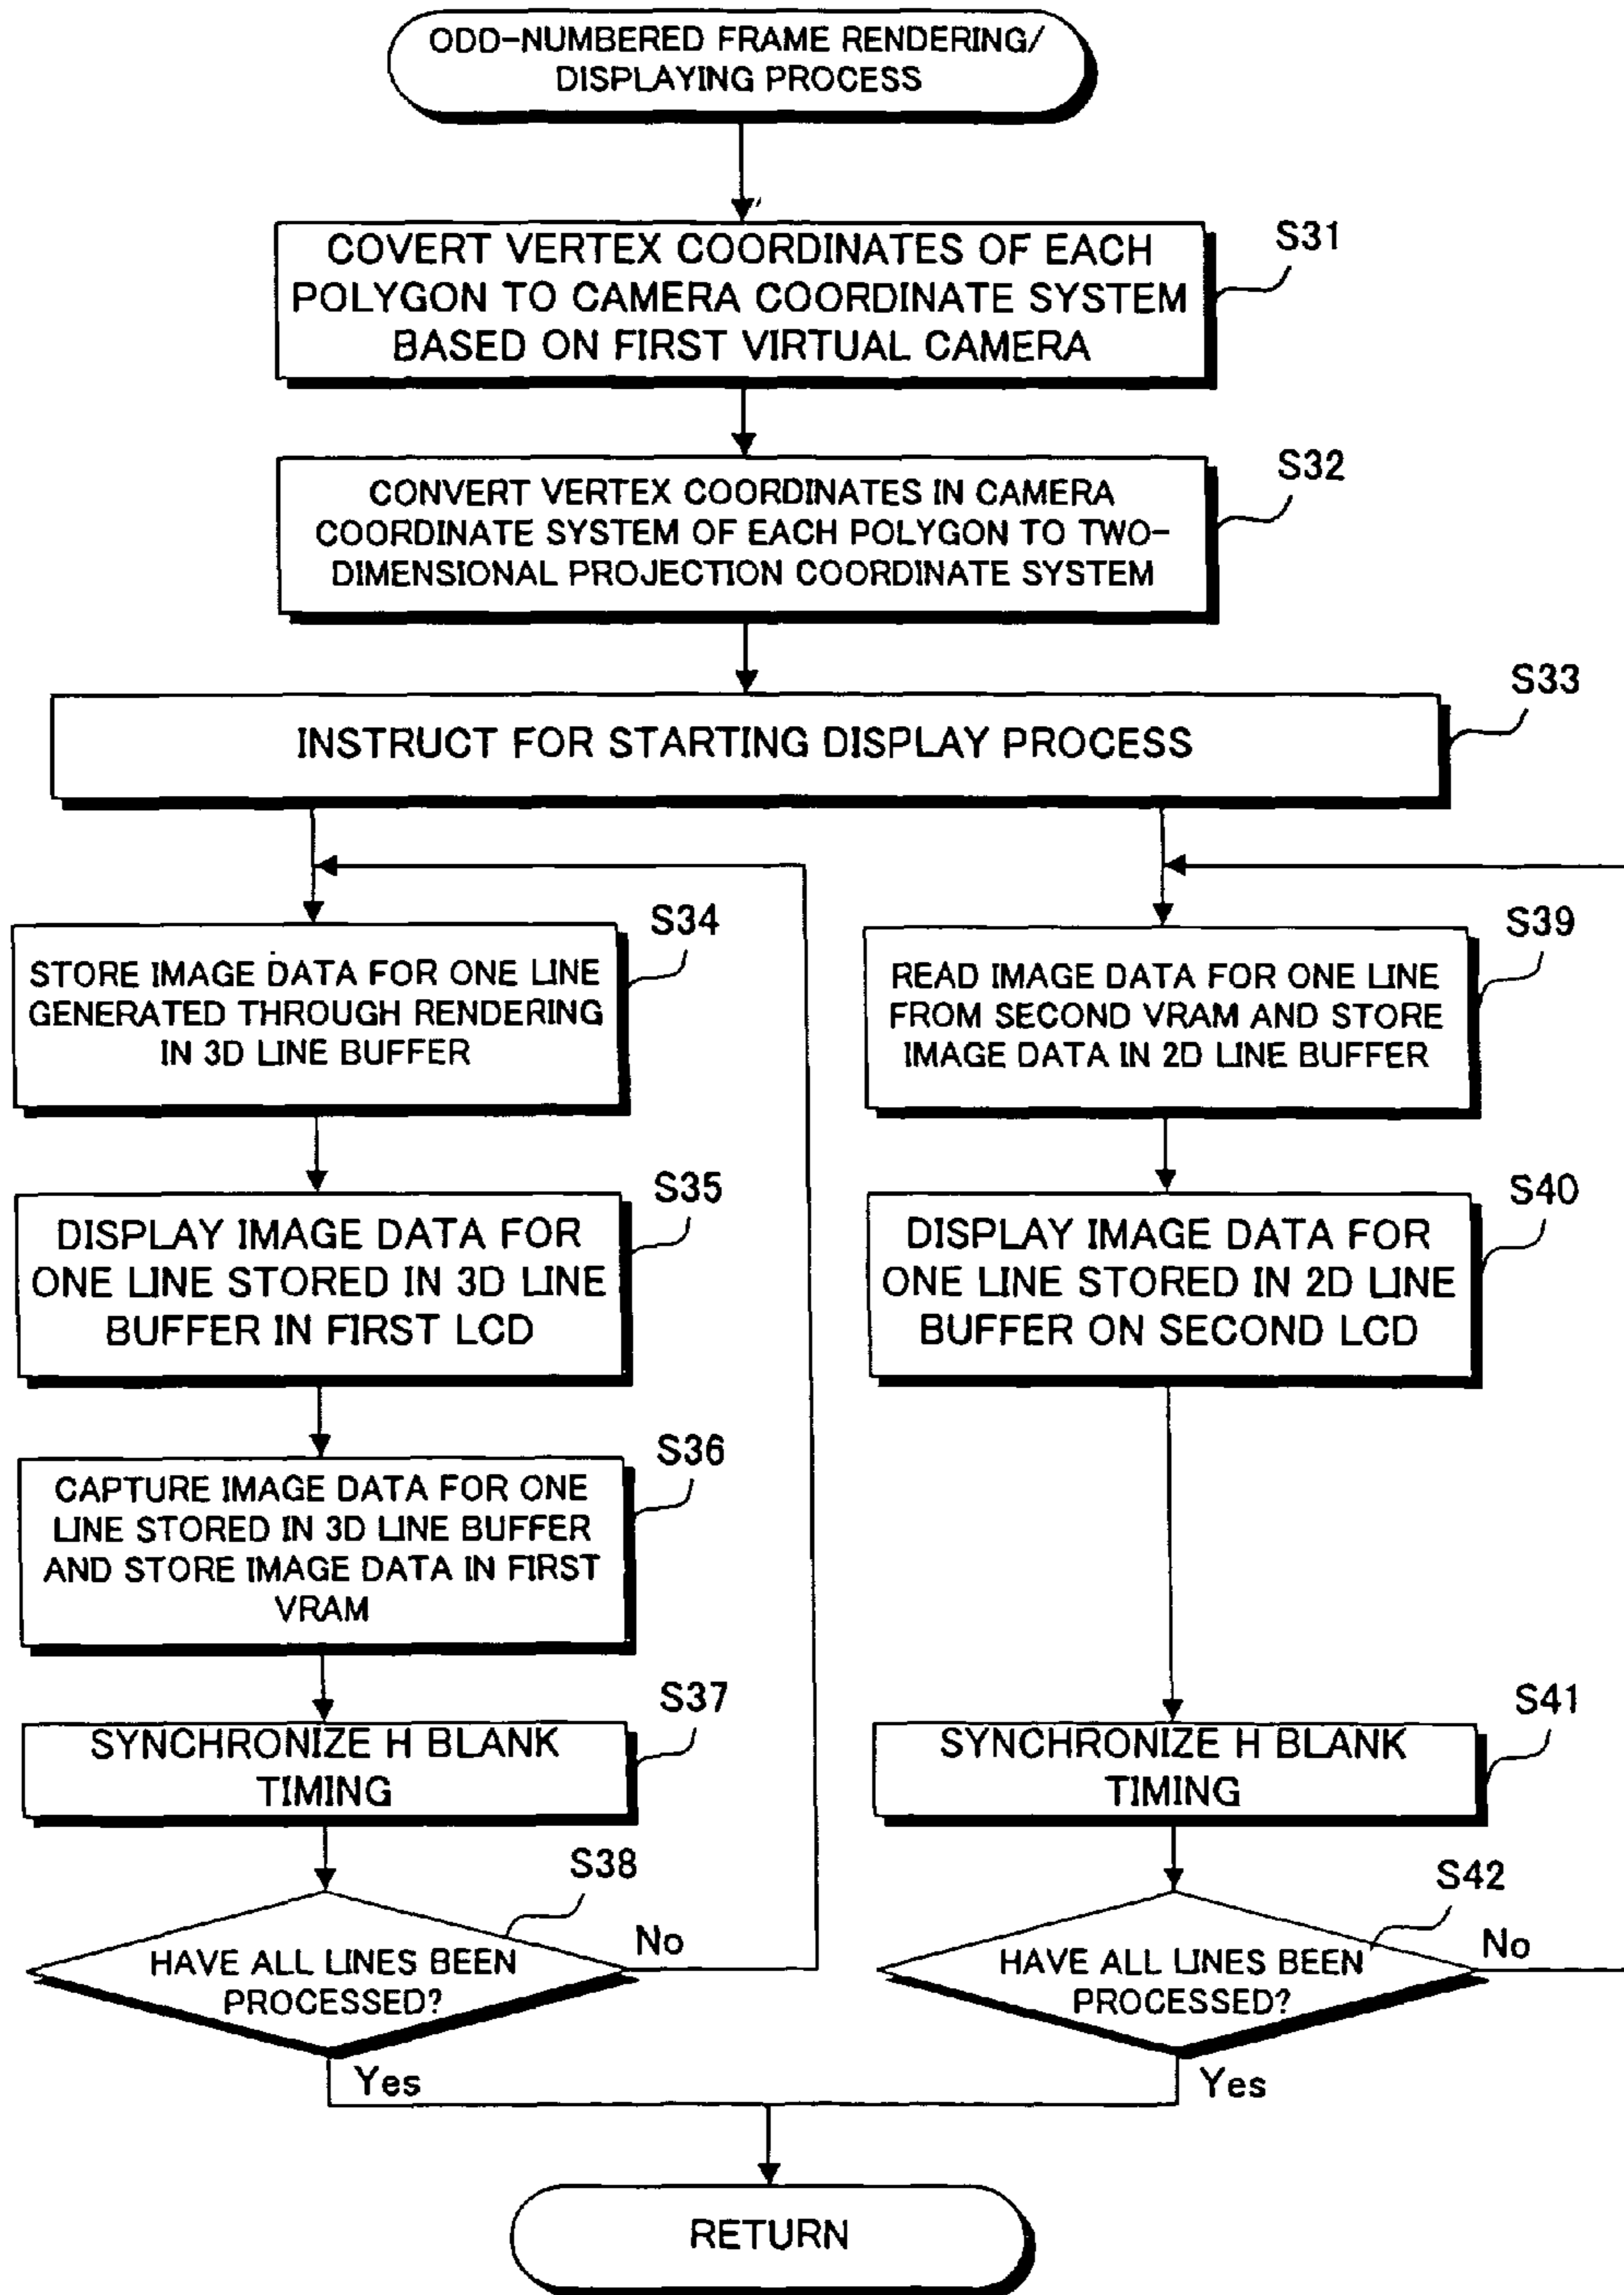 ODD-NUMBERED FRAME RENDERING/
DISPLAYING PROCESS
S31
COVERT VERTEX COORDINATES OF EACH
POLYGON TO CAMERA COORDINATE SYSTEM
BASED ON FIRST VIRTUAL CAMERA
S32
CONVERT VERTEX COORDINATES IN CAMERA
COORDINATE SYSTEM OF EACH POLYGON TO TWO-
DIMENSIONAL PROJECTION COORDINATE SYSTEM
S33
INSTRUCT FOR STARTING DISPLAY PROCESS
S34
STORE IMAGE DATA FOR ONE LINE
GENERATED THROUGH RENDERING
IN 3D LINE BUFFER
S35
DISPLAY IMAGE DATA FOR
ONE LINE STORED IN 3D LINE
BUFFER IN FIRST LCD
S36
CAPTURE IMAGE DATA FOR ONE
LINE STORED IN 3D LINE BUFFER
AND STORE IMAGE DATA IN FIRST
VRAM
S37
SYNCHRONIZE H BLANK
TIMING
S38
HAVE ALL LINES BEEN
PROCESSED?
No
Yes
S39
READ IMAGE DATA FOR ONE LINE
FROM SECOND VRAM AND STORE
IMAGE DATA IN 2D LINE BUFFER
S40
DISPLAY IMAGE DATA FOR
ONE LINE STORED IN 2D LINE
BUFFER ON SECOND LCD
S41
SYNCHRONIZE H BLANK
TIMING
S42
HAVE ALL LINES BEEN
PROCESSED?
No
Yes
RETURN